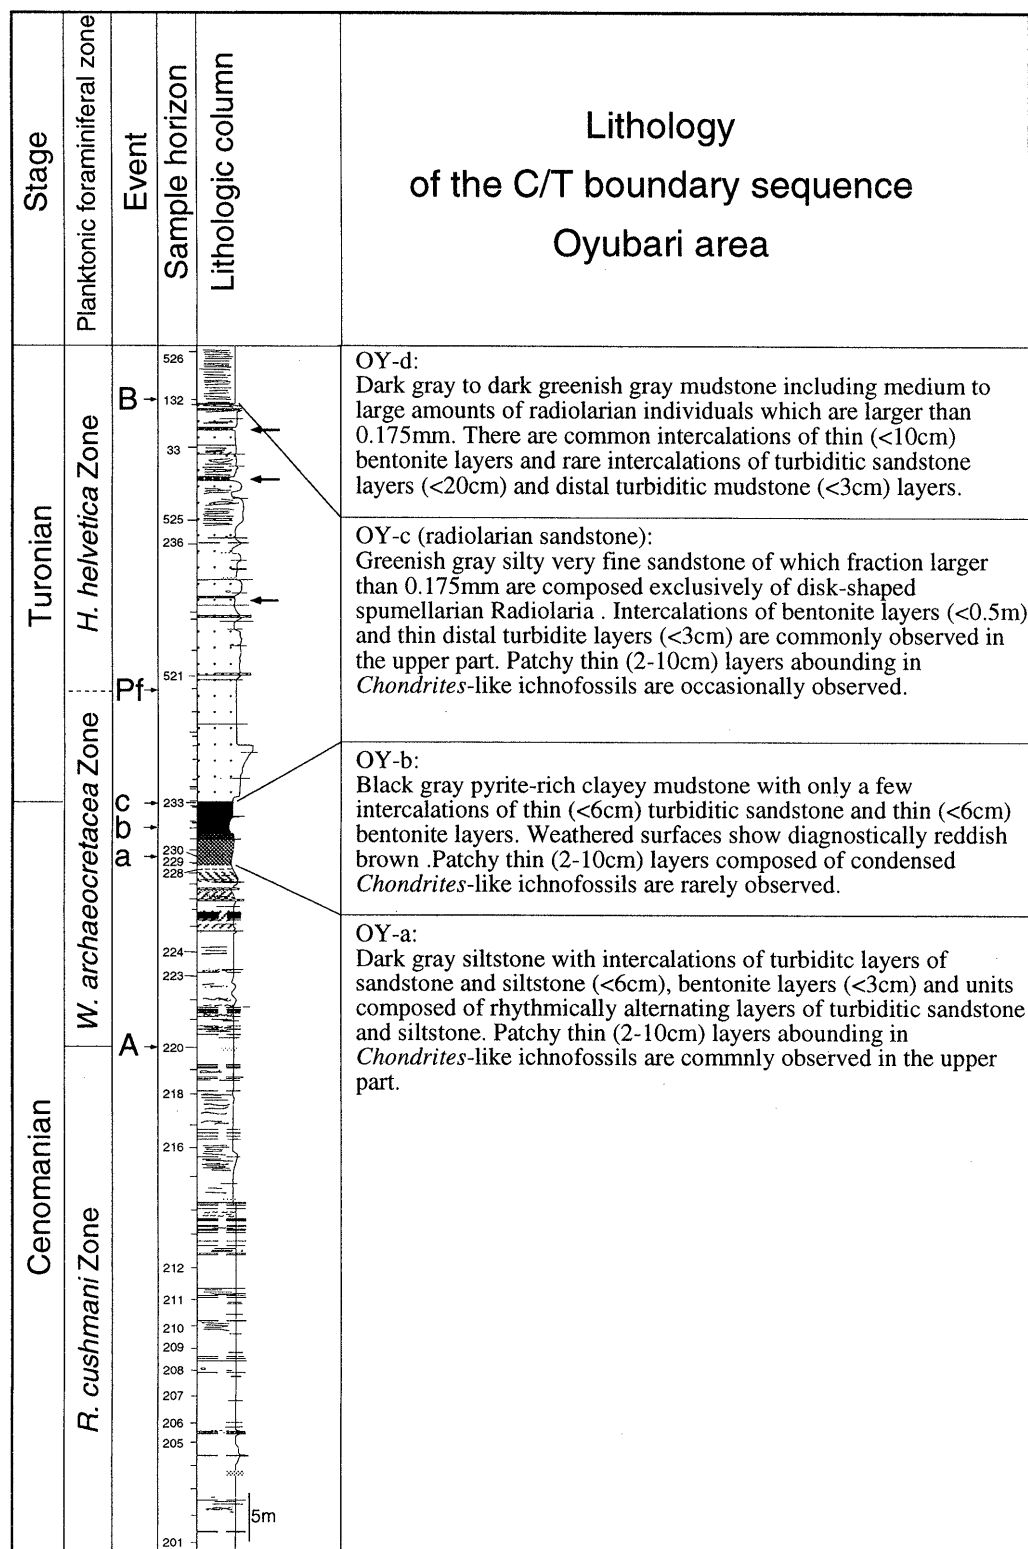 Stage
Planktonic foraminiferal zone
Event
Sample horizon
Lithologic column
Lithology
of the C/T boundary sequence
Oyubari area
Turonian
Cenomanian
H. helvetica Zone
W. archaeocretacea Zone
R. cushmani Zone
B
Pf
c
b
a
A
526
132
33
525
236
521
233
230
229
228
224
223
220
218
216
212
211
210
209
208
207
206
205
201
5m
OY-d:
Dark gray to dark greenish gray mudstone including medium to
large amounts of radiolarian individuals which are larger than
0.175mm. There are common intercalations of thin (<10cm)
bentonite layers and rare intercalations of turbiditic sandstone
layers (<20cm) and distal turbiditic mudstone (<3cm) layers.
OY-c (radiolarian sandstone):
Greenish gray silty very fine sandstone of which fraction larger
than 0.175mm are composed exclusively of disk-shaped
spumellarian Radiolaria . Intercalations of bentonite layers (<0.5m)
and thin distal turbidite layers (<3cm) are commonly observed in
the upper part. Patchy thin (2-10cm) layers abounding in
Chondrites-like ichnofossils are occasionally observed.
OY-b:
Black gray pyrite-rich clayey mudstone with only a few
intercalations of thin (<6cm) turbiditic sandstone and thin (<6cm)
bentonite layers. Weathered surfaces show diagnostically reddish
brown .Patchy thin (2-10cm) layers composed of condensed
Chondrites-like ichnofossils are rarely observed.
OY-a:
Dark gray siltstone with intercalations of turbiditc layers of
sandstone and siltstone (<6cm), bentonite layers (<3cm) and units
composed of rhythmically alternating layers of turbiditic sandstone
and siltstone. Patchy thin (2-10cm) layers abounding in
Chondrites-like ichnofossils are commnly observed in the upper
part.